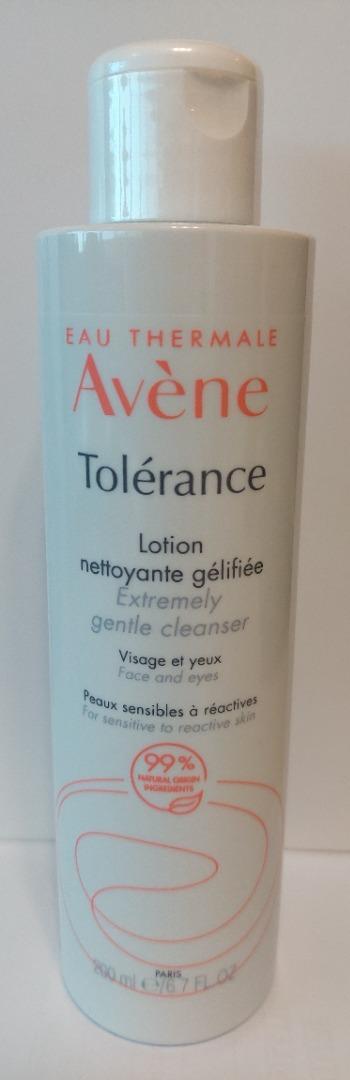 EAU THERMALE
Avène
Tolérance
Lotion
nettoyante gélifiée
Extremely
gentle cleanser
Visage et yeux
Face and eyes
Peaux sensibles à réactives
For sensitive to reactive skin
99%
NATURAL ORIGIN
INGREDIENTS
PARIS
200 ml ℮/6.7 FL.OZ